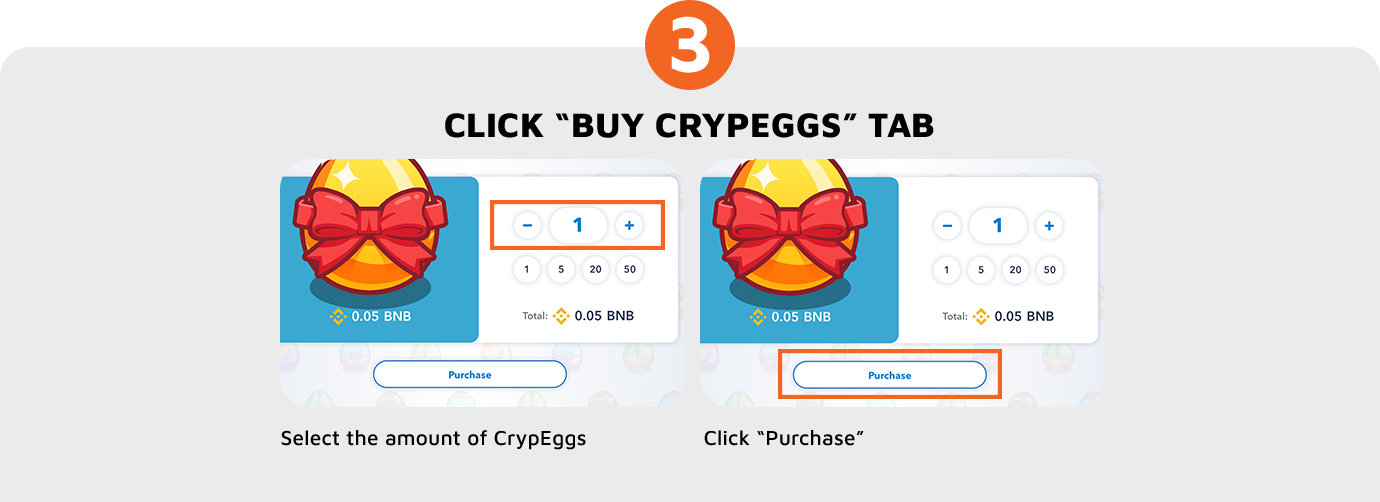 3
CLICK “BUY CRYPEGGS” TAB
− 1 +
1 5 20 50
0.05 BNB
Total: 0.05 BNB
Purchase
Select the amount of CrypEggs
− 1 +
1 5 20 50
0.05 BNB
Total: 0.05 BNB
Purchase
Click “Purchase”